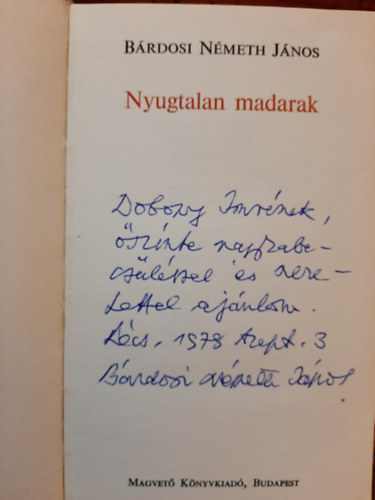 BÁRDOSI NÉMETH JÁNOS
Nyugtalan madarak
Dobozy Imrének,
őszinte nagyrabe-
csüléssel és szere-
tettel ajánlom.
Pécs, 1978 szept. 3
Bárdosi Németh János
MAGVETŐ KÖNYVKIADÓ, BUDAPEST